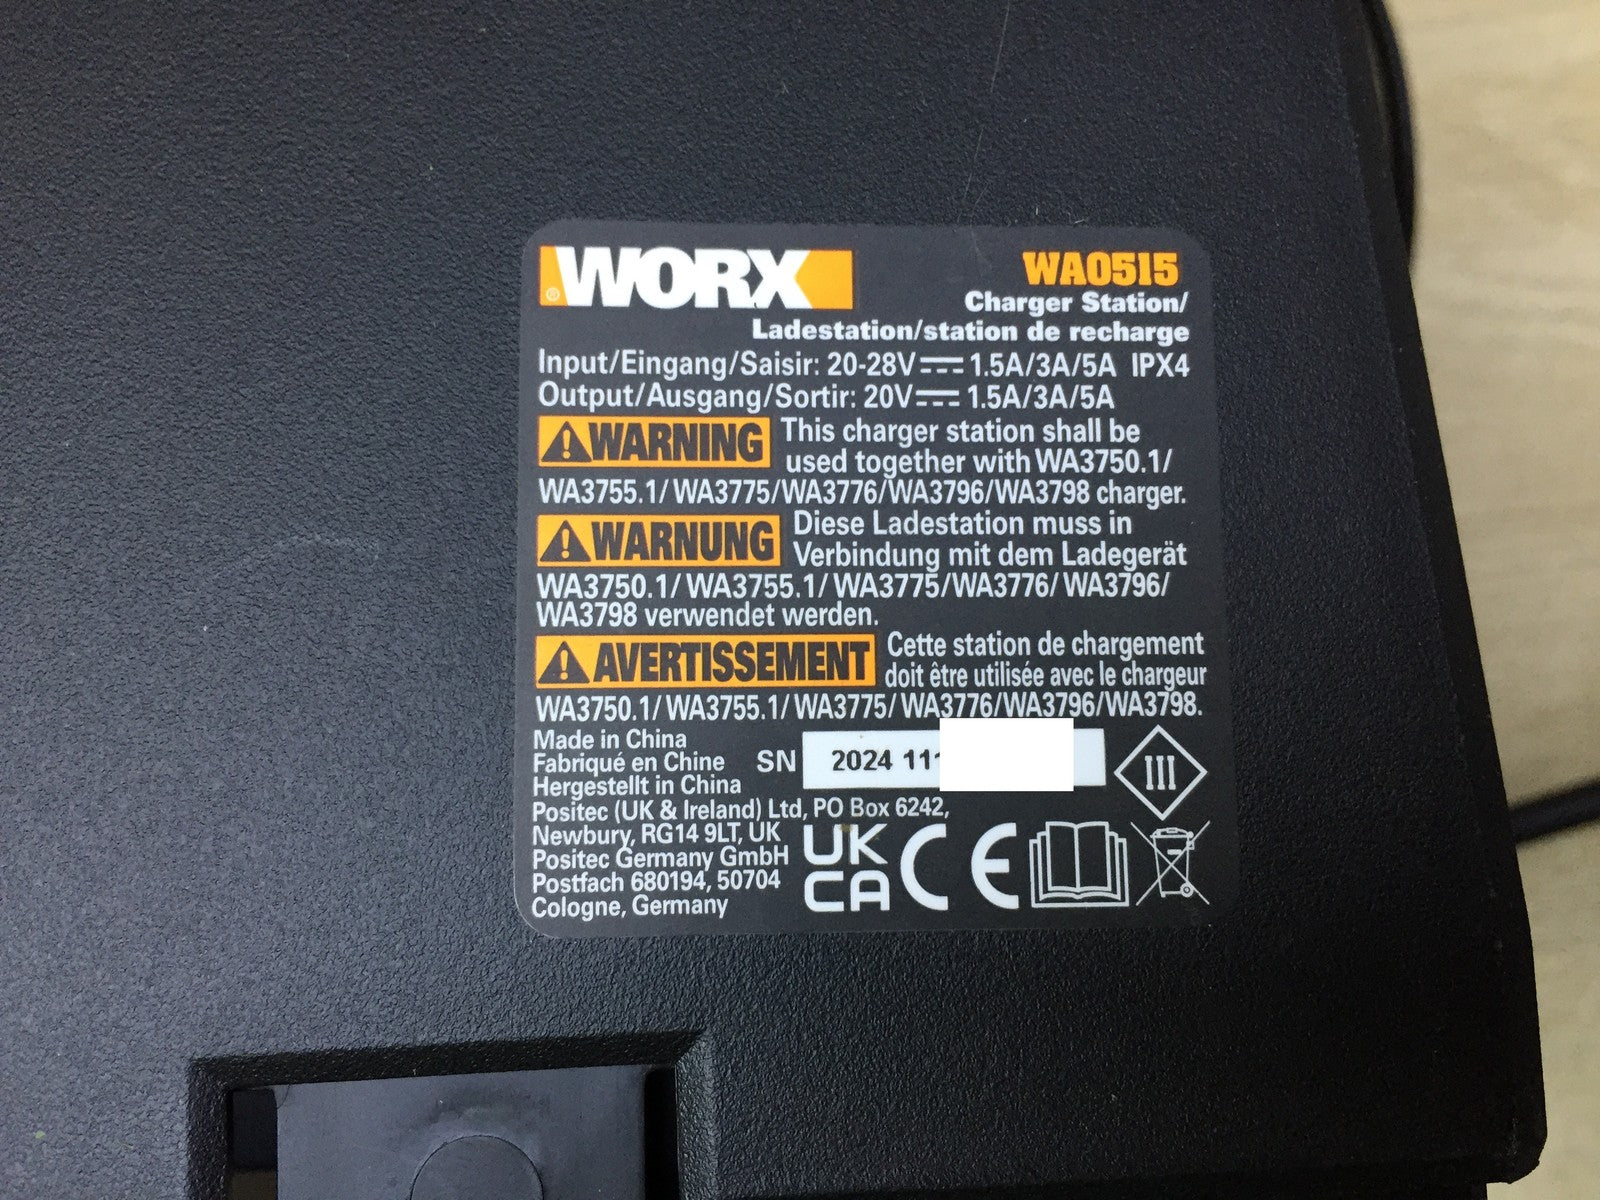 WORX ®
WA0515
Charger Station/
Ladestation/station de recharge
Input/Eingang/Saisir: 20-28V⎓1.5A/3A/5A IPX4
Output/Ausgang/Sortir: 20V⎓1.5A/3A/5A
WARNING This charger station shall be
used together with WA3750.1/
WA3755.1/ WA3775/WA3776/WA3796/WA3798 charger.
WARNUNG Diese Ladestation muss in
Verbindung mit dem Ladegerät
WA3750.1/ WA3755.1/ WA3775/WA3776/ WA3796/
WA3798 verwendet werden.
AVERTISSEMENT Cette station de chargement
doit être utilisée avec le chargeur
WA3750.1/ WA3755.1/ WA3775/ WA3776/WA3796/WA3798.
Made in China
Fabriqué en Chine
Hergestellt in China
SN 2024 11
III
Positec (UK & Ireland) Ltd, PO Box 6242,
Newbury, RG14 9LT, UK
Positec Germany GmbH
Postfach 680194, 50704
Cologne, Germany
UK
CA
CE